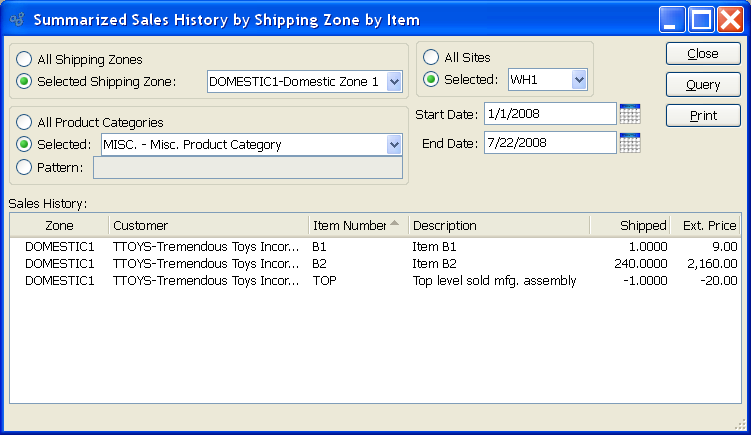 Summarized Sales History by Shipping Zone by Item
All Shipping Zones
Selected Shipping Zone: DOMESTIC1-Domestic Zone 1
All Sites
Selected: WH1
Close
Query
Print
All Product Categories
Selected: MISC. - Misc. Product Category
Pattern:
Start Date: 1/1/2008
End Date: 7/22/2008
Sales History:
Zone Customer Item Number Description Shipped Ext. Price
DOMESTIC1 TTOYS-Tremendous Toys Incor... B1 Item B1 1.0000 9.00
DOMESTIC1 TTOYS-Tremendous Toys Incor... B2 Item B2 240.0000 2,160.00
DOMESTIC1 TTOYS-Tremendous Toys Incor... TOP Top level sold mfg. assembly -1.0000 -20.00